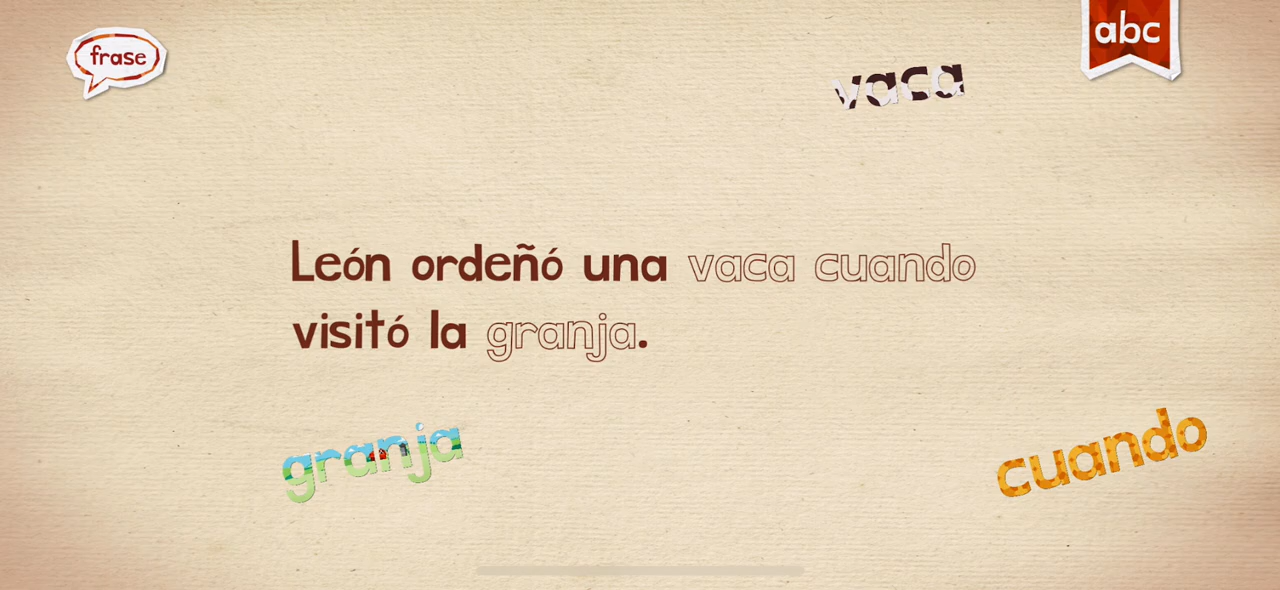 frase
abc
vaca
León ordeñó una vaca cuando
visitó la granja.
granja
cuando